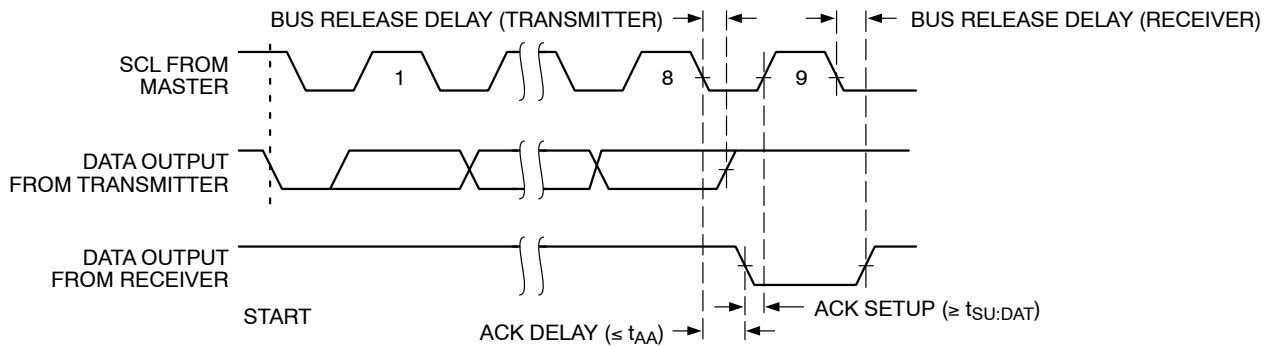 BUS RELEASE DELAY (TRANSMITTER)
BUS RELEASE DELAY (RECEIVER)
SCL FROM
MASTER
1
8
9
DATA OUTPUT
FROM TRANSMITTER
DATA OUTPUT
FROM RECEIVER
START
ACK SETUP (≥ tSU:DAT)
ACK DELAY (≤ tAA)